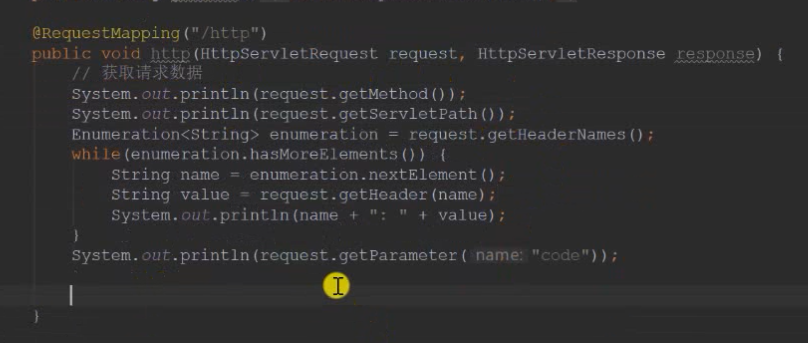 @RequestMapping("/http")
public void http(HttpServletRequest request, HttpServletResponse response) {
// 获取请求数据
System.out.println(request.getMethod());
System.out.println(request.getServletPath());
Enumeration<String> enumeration = request.getHeaderNames();
while(enumeration.hasMoreElements()) {
String name = enumeration.nextElement();
String value = request.getHeader(name);
System.out.println(name + ": " + value);
}
System.out.println(request.getParameter( name: "code"));
}